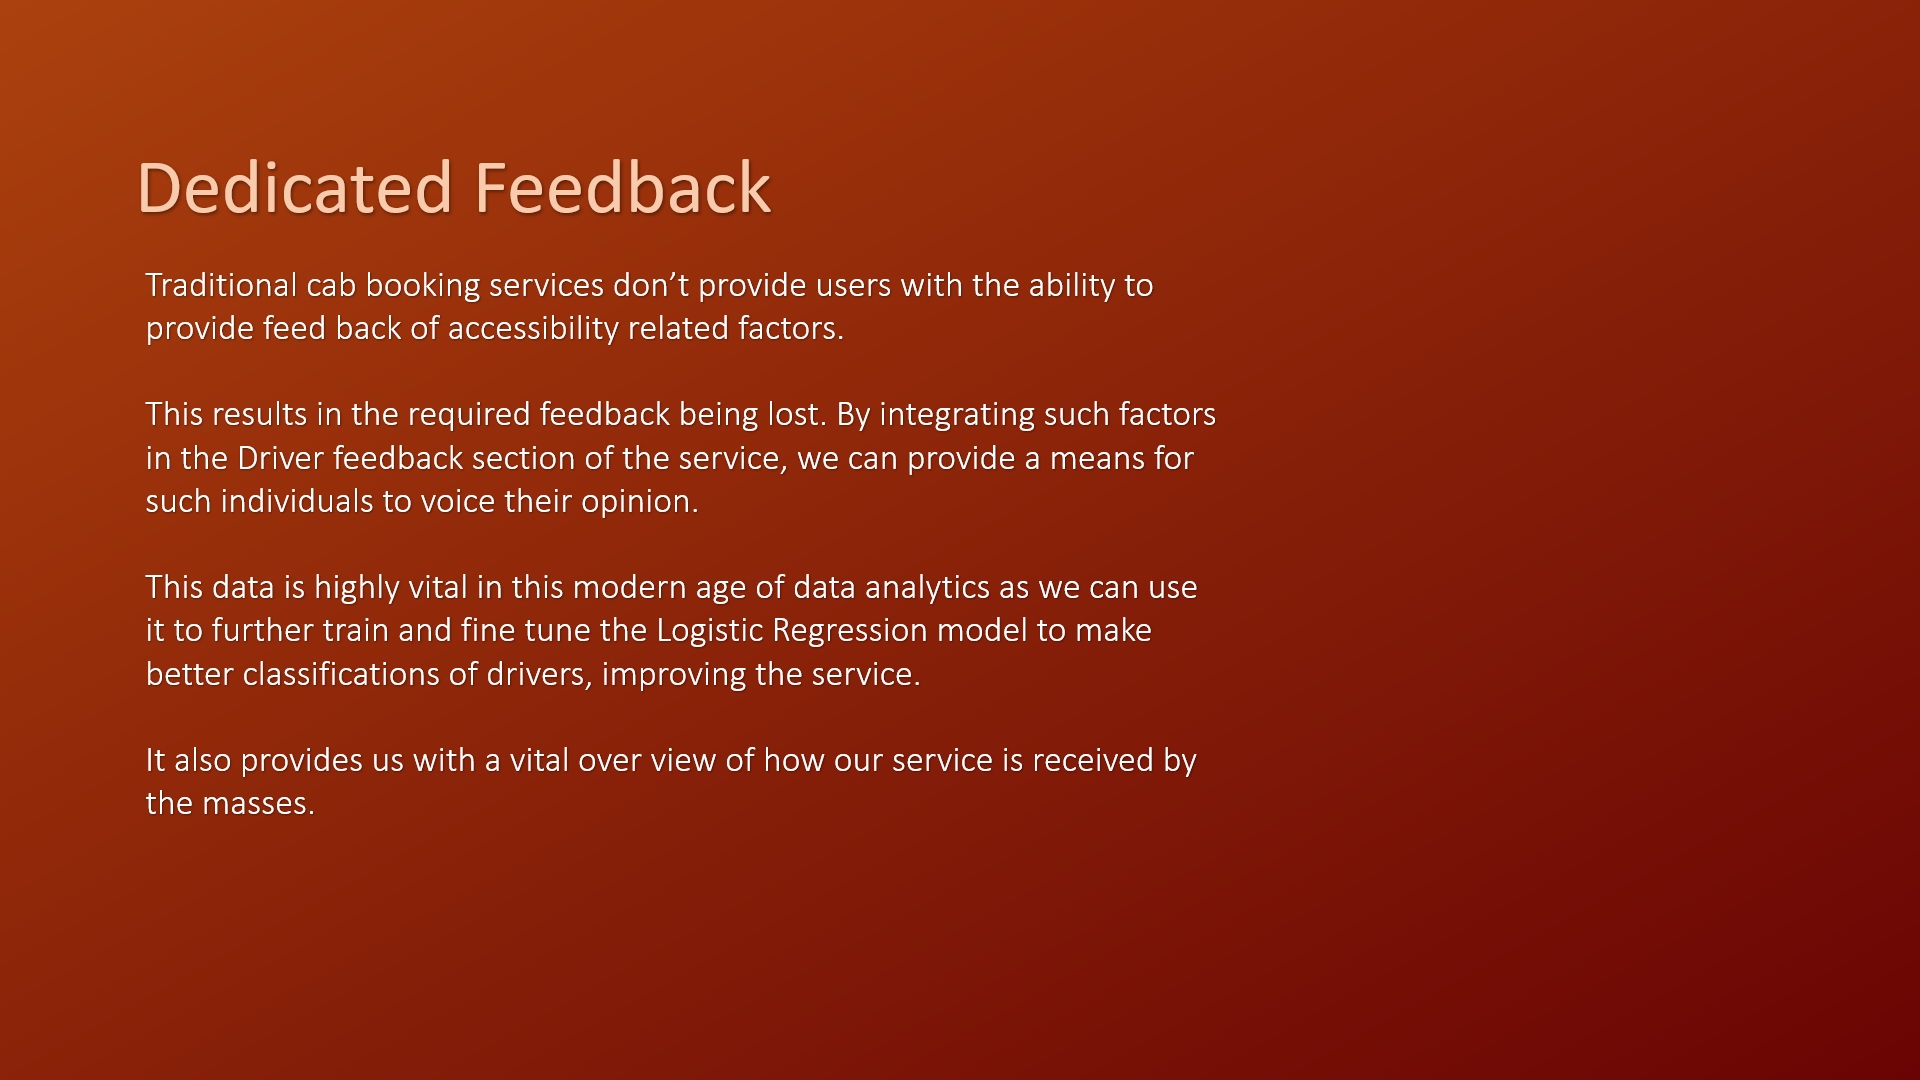 Dedicated Feedback
Traditional cab booking services don’t provide users with the ability to
provide feed back of accessibility related factors.
This results in the required feedback being lost. By integrating such factors
in the Driver feedback section of the service, we can provide a means for
such individuals to voice their opinion.
This data is highly vital in this modern age of data analytics as we can use
it to further train and fine tune the Logistic Regression model to make
better classifications of drivers, improving the service.
It also provides us with a vital over view of how our service is received by
the masses.